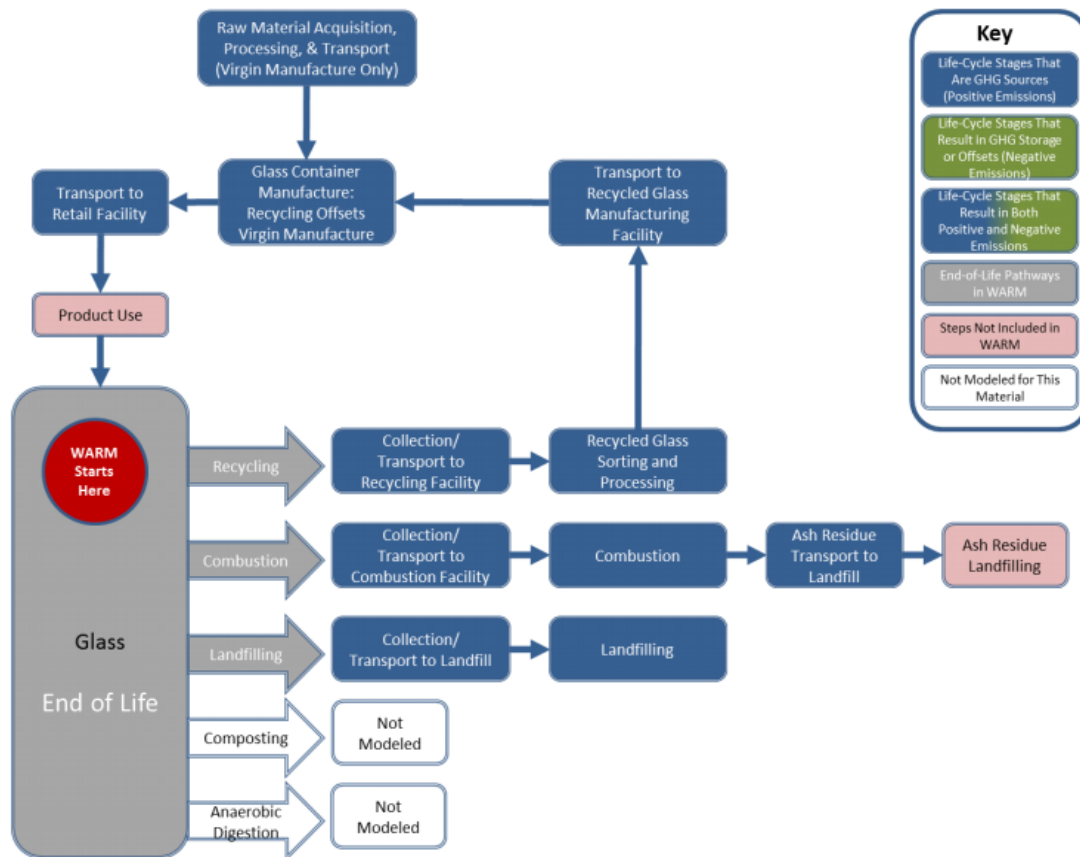 Raw Material Acquisition,
Processing, & Transport
(Virgin Manufacture Only)
Key
Life-Cycle Stages That
Are GHG Sources
(Positive Emissions)
Life-Cycle Stages That
Result in GHG Storage
or Offsets (Negative
Emissions)
Life-Cycle Stages That
Result in Both
Positive and Negative
Emissions
End-of-Life Pathways
in WARM
Steps Not Included in
WARM
Not Modeled for This
Material
Transport to
Retail Facility
Glass Container
Manufacture:
Recycling Offsets
Virgin Manufacture
Transport to
Recycled Glass
Manufacturing
Facility
Product Use
WARM
Starts
Here
Glass
End of Life
Recycling
Collection/
Transport to
Recycling Facility
Recycled Glass
Sorting and
Processing
Combustion
Collection/
Transport to
Combustion Facility
Combustion
Ash Residue
Transport to
Landfill
Ash Residue
Landfilling
Landfilling
Collection/
Transport to Landfill
Landfilling
Composting
Not
Modeled
Anaerobic
Digestion
Not
Modeled